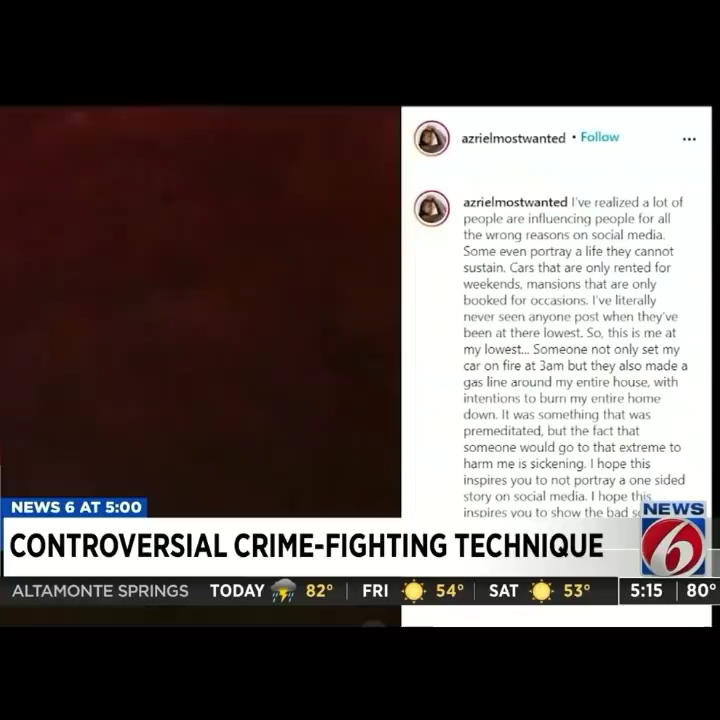 azrielmostwanted • Follow
...
azrielmostwanted I've realized a lot of
people are influencing people for all
the wrong reasons on social media.
Some even portray a life they cannot
sustain. Cars that are only rented for
weekends, mansions that are only
booked for occasions. I've literally
never seen anyone post when they've
been at there lowest. So, this is me at
my lowest... Someone not only set my
car on fire at 3am but they also made a
gas line around my entire house, with
intentions to burn my entire home
down. It was something that was
premeditated, but the fact that
someone would go to that extreme to
harm me is sickening. I hope this
inspires you to not portray a one sided
story on social media. I hope this
inspires you to show the bad
NEWS 6 AT 5:00
CONTROVERSIAL CRIME-FIGHTING TECHNIQUE
NEWS
6
ALTAMONTE SPRINGS TODAY 82° | FRI 54° | SAT 53° 5:15 80°